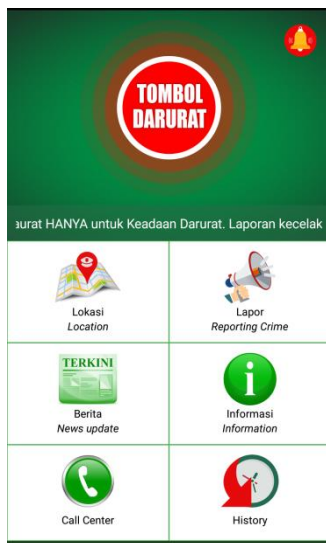 TOMBOL
DARURAT
aurat HANYA untuk Keadaan Darurat. Laporan kecelak
Lokasi
Location
Lapor
Reporting Crime
TERKINI
Berita
News update
Informasi
Information
Call Center
History